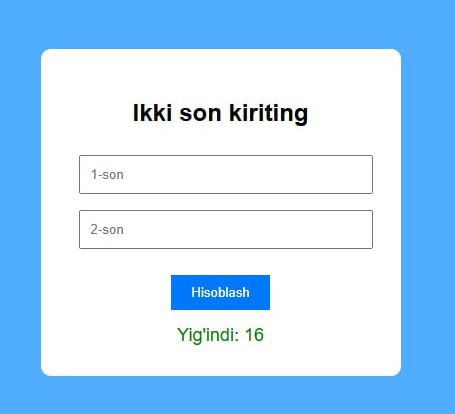 Ikki son kiriting
1-son
2-son
Hisoblash
Yig'indi: 16